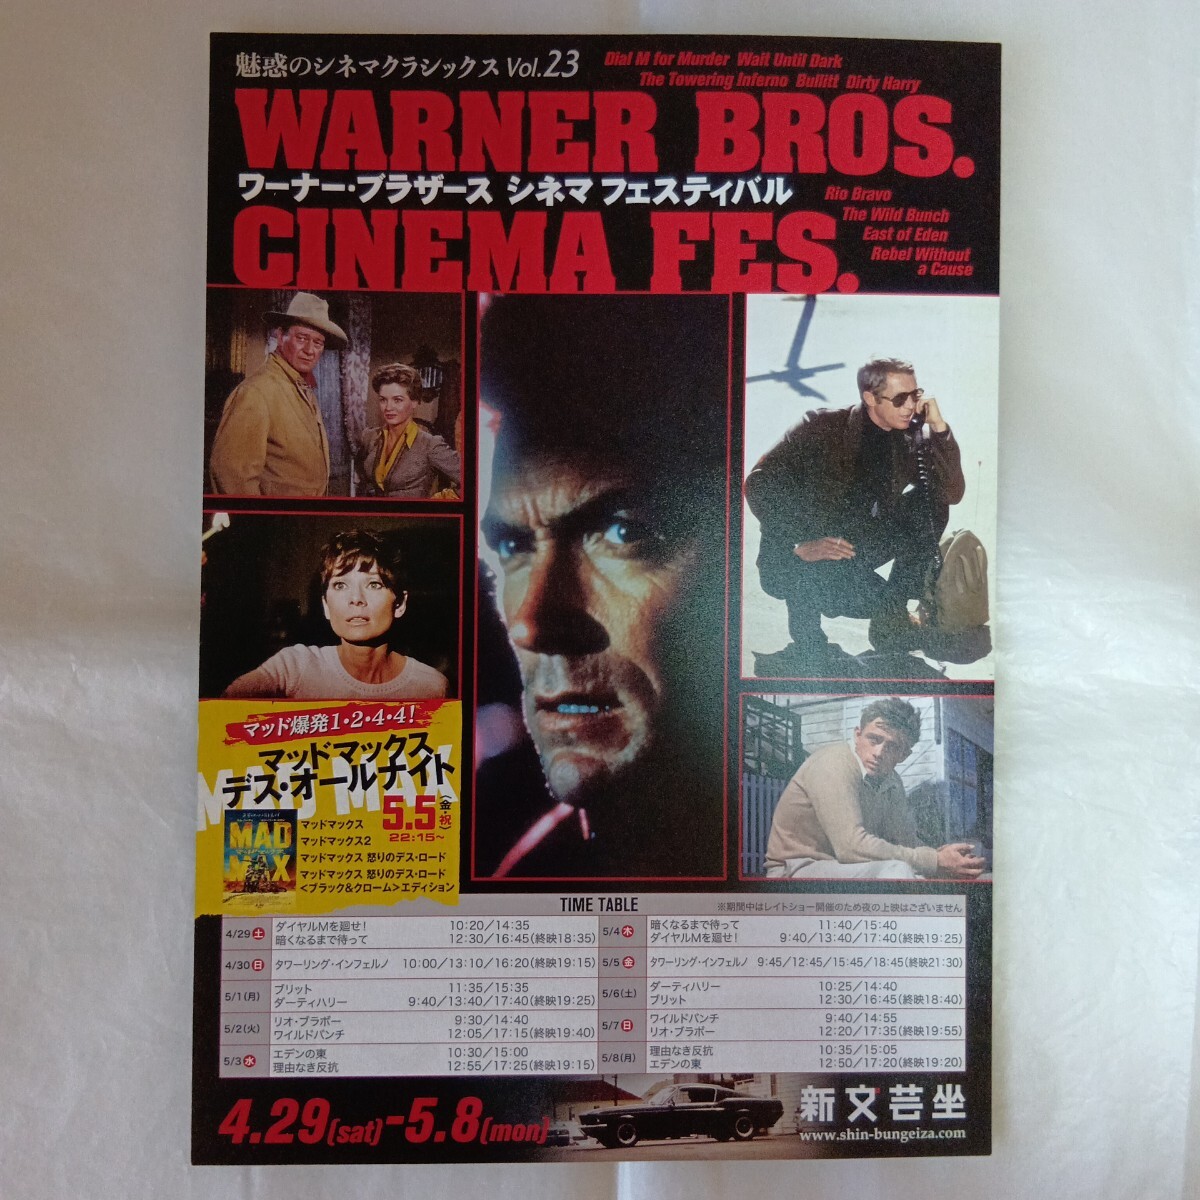 魅惑のシネマクラシックス Vol.23
Dial M for Murder Wait Until Dark
The Towering Inferno Bullitt Dirty Harry
WARNER BROS.
ワーナー・ブラザース シネマ フェスティバル
Rio Bravo
The Wild Bunch
East of Eden
Rebel Without
a Cause
CINEMA FES.
マッド爆発1・2・4・4!
MAD MAX
マッドマックス
デス・オールナイト
5.5(金・祝)
22:15~
MAD
MAX
マッドマックス
マッドマックス2
マッドマックス 怒りのデス・ロード
マッドマックス 怒りのデス・ロード
<ブラック&クローム>エディション
TIME TABLE
※期間中はレイトショー開催のため夜の上映はございません
4/29 土
ダイヤルMを廻せ! 10:20/14:35
暗くなるまで待って 12:30/16:45(終映18:35)
4/30 日 タワーリング・インフェルノ 10:00/13:10/16:20(終映19:15)
5/1(月)
ブリット 11:35/15:35
ダーティハリー 9:40/13:40/17:40(終映19:25)
5/2(火)
リオ・ブラボー 9:30/14:40
ワイルドバンチ 12:05/17:15(終映19:40)
5/3 水
エデンの東 10:30/15:00
理由なき反抗 12:55/17:25(終映19:15)
5/4 木
暗くなるまで待って 11:40/15:40
ダイヤルMを廻せ! 9:40/13:40/17:40(終映19:25)
5/5 金 タワーリング・インフェルノ 9:45/12:45/15:45/18:45(終映21:30)
5/6(土)
ダーティハリー 10:25/14:40
ブリット 12:30/16:45(終映18:40)
5/7 日
ワイルドバンチ 9:40/14:55
リオ・ブラボー 12:20/17:35(終映19:55)
5/8(月)
理由なき反抗 10:35/15:05
エデンの東 12:50/17:20(終映19:20)
4.29(sat)-5.8(mon)
新文芸坐
www.shin-bungeiza.com